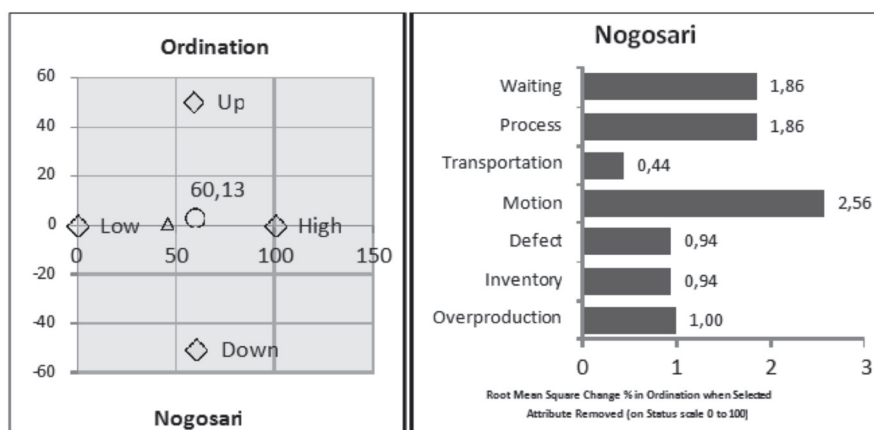 Ordination
60
40
20
0
-20
-40
-60
Up
60,13
Low
High
0
50
100
150
Down
Nogosari
Nogosari
Waiting
1,86
Process
1,86
Transportation
0,44
Motion
2,56
Defect
0,94
Inventory
0,94
Overproduction
1,00
0
1
2
3
Root Mean Square Change % in Ordination when Selected
Attribute Removed (on Status scale 0 to 100)